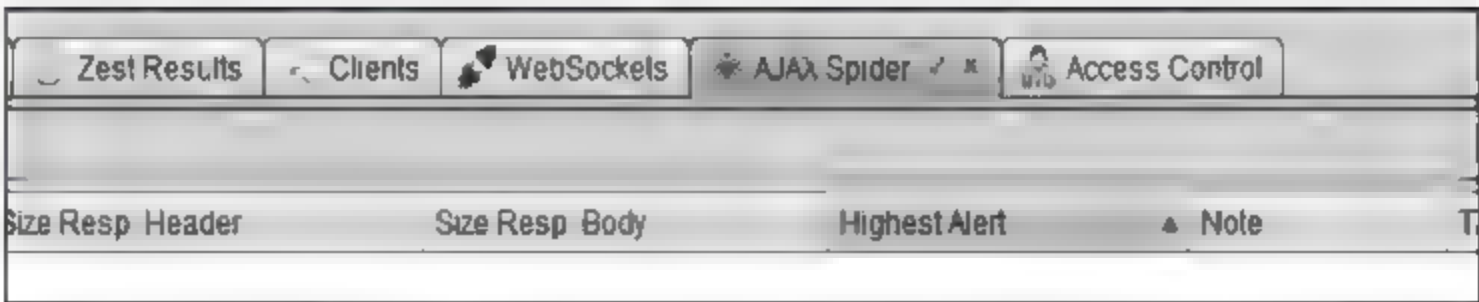 Zest Results Clients WebSockets AJAX Spider Access Control
Size Resp. Header Size Resp. Body Highest Alert Note